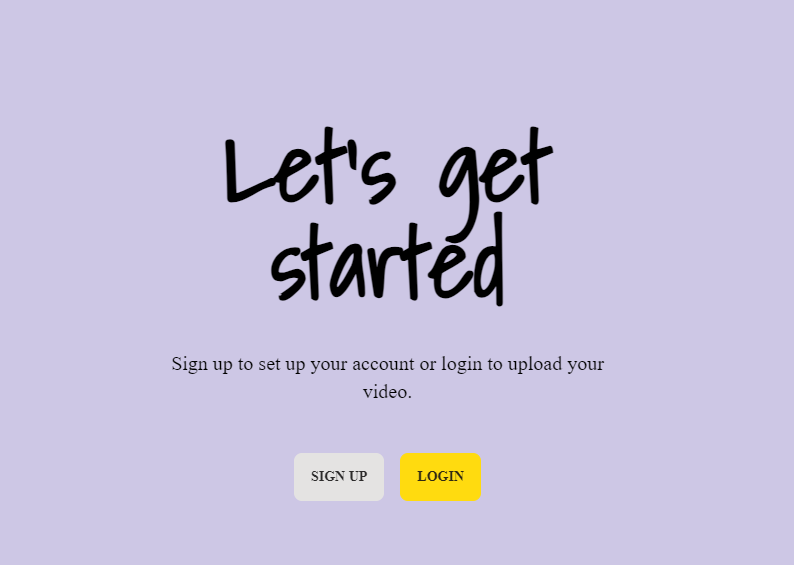 Let's get
started
Sign up to set up your account or login to upload your
video.
SIGN UP LOGIN